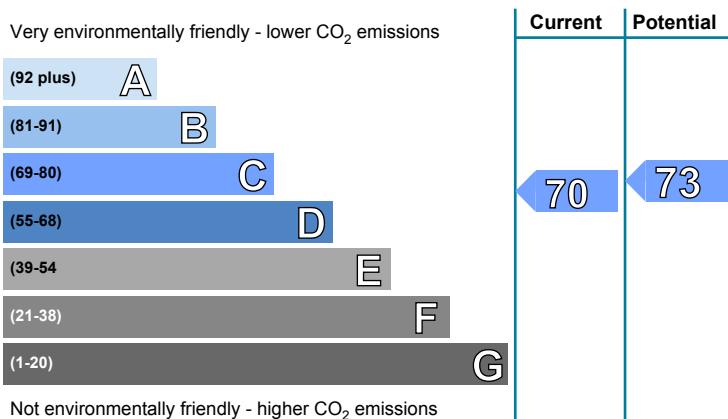 Current Potential
Very environmentally friendly - lower CO2 emissions
(92 plus) A
(81-91) B
(69-80) C
70 73
(55-68) D
(39-54 E
(21-38) F
(1-20) G
Not environmentally friendly - higher CO2 emissions